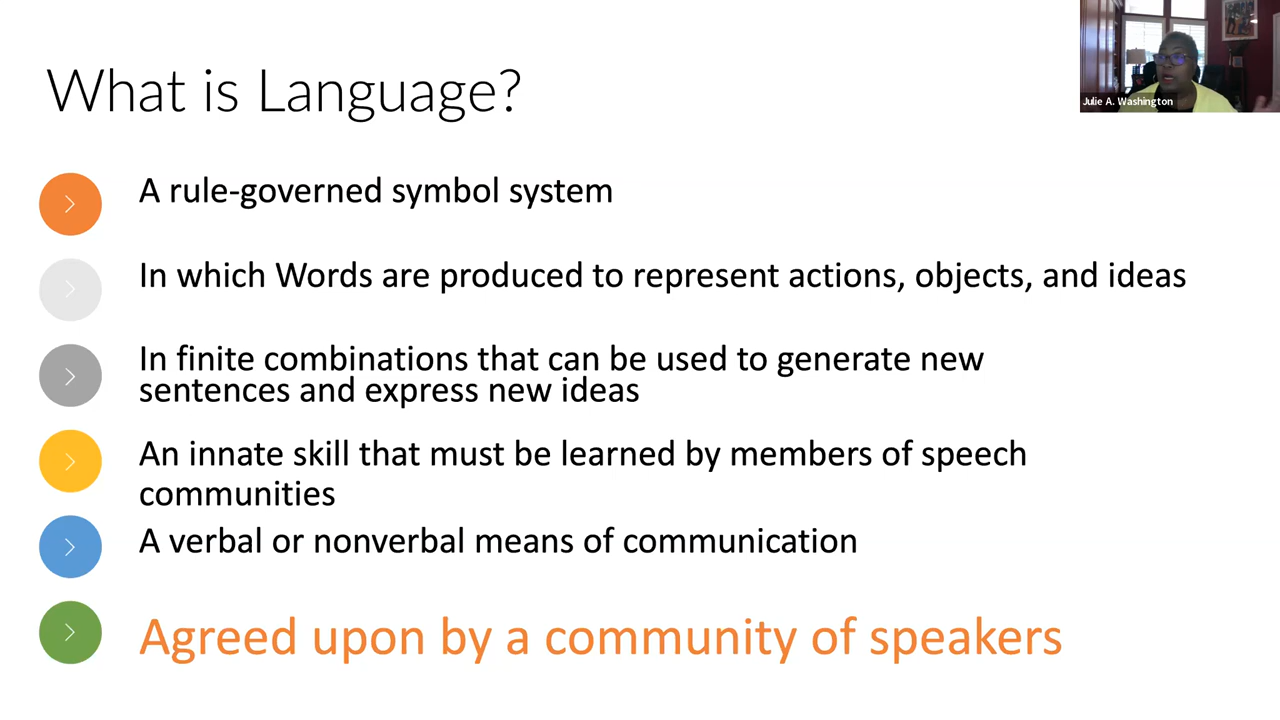 What is Language?
Julie A. Washington
A rule-governed symbol system
In which Words are produced to represent actions, objects, and ideas
In finite combinations that can be used to generate new
sentences and express new ideas
An innate skill that must be learned by members of speech
communities
A verbal or nonverbal means of communication
Agreed upon by a community of speakers